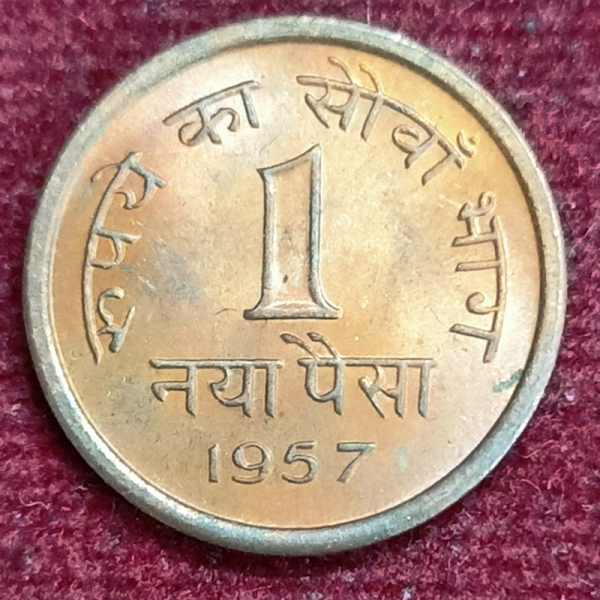 रुपये का सोैवाँ भाग
1
नया पैसा
1957